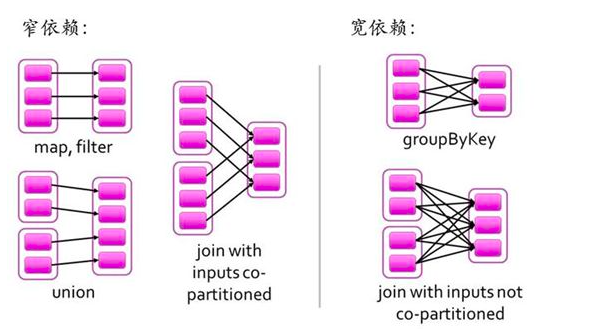 窄依赖:
宽依赖:
map, filter
groupByKey
union
join with
inputs co-
partitioned
join with inputs not
co-partitioned